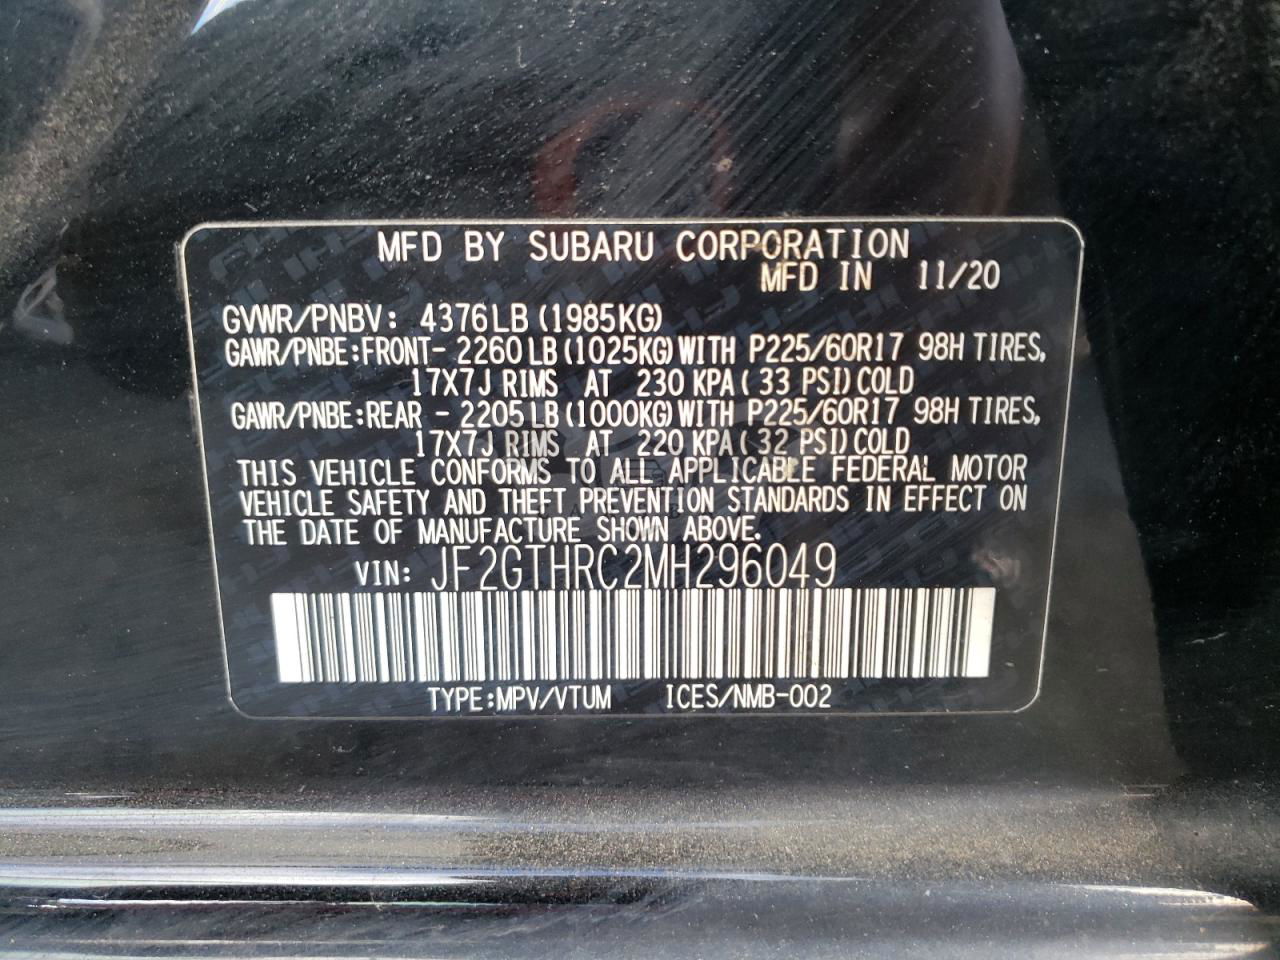 MFD BY SUBARU CORPORATION
MFD IN 11/20
GVWR/PNBV: 4376LB (1985KG)
GAWR/PNBE:FRONT- 2260 LB (1025KG) WITH P225/60R17 98H TIRES,
17X7J RIMS AT 230 KPA ( 33 PSI) COLD
GAWR/PNBE:REAR - 2205 LB (1000KG) WITH P225/60R17 98H TIRES,
17X7J RIMS AT 220 KPA ( 32 PSI) COLD
THIS VEHICLE CONFORMS TO ALL APPLICABLE FEDERAL MOTOR
VEHICLE SAFETY AND THEFT PREVENTION STANDARDS IN EFFECT ON
THE DATE OF MANUFACTURE SHOWN ABOVE.
VIN: JF2GTHRC2MH296049
TYPE:MPV/VTUM ICES/NMB-002